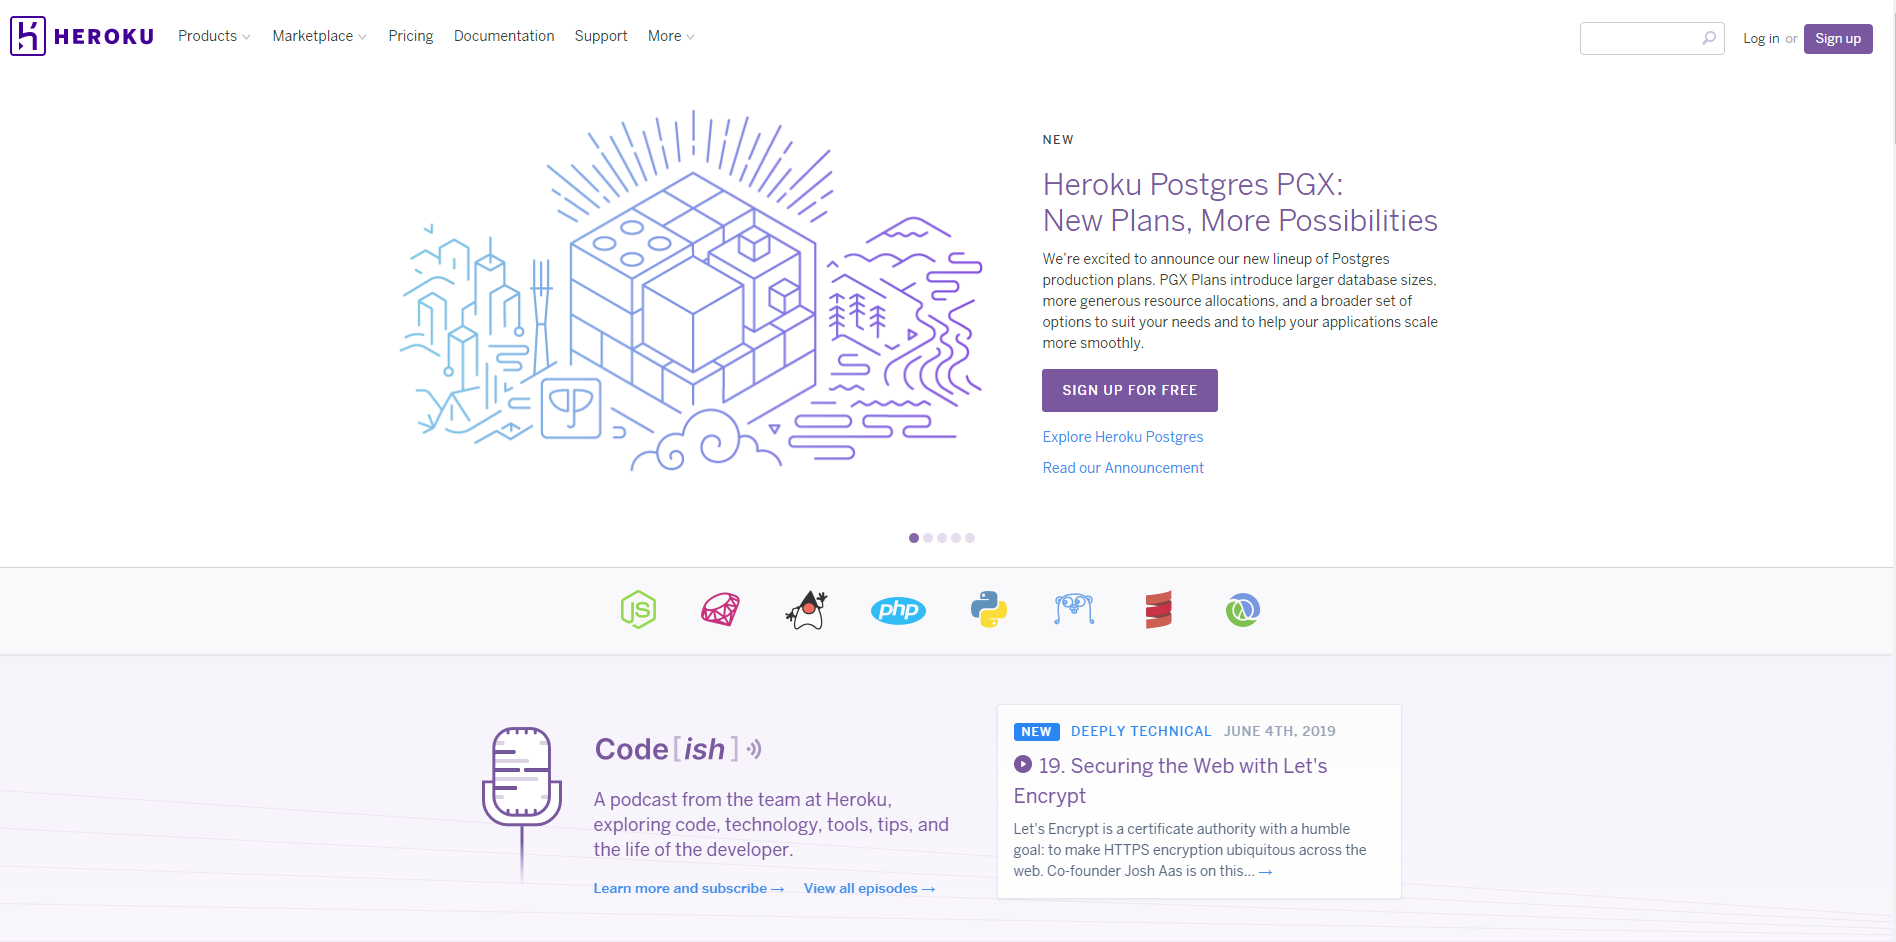 HEROKU
Products
Marketplace
Pricing
Documentation
Support
More
Log in or
Sign up
NEW
Heroku Postgres PGX:
New Plans, More Possibilities
We're excited to announce our new lineup of Postgres
production plans. PGX Plans introduce larger database sizes,
more generous resource allocations, and a broader set of
options to suit your needs and to help your applications scale
more smoothly.
SIGN UP FOR FREE
Explore Heroku Postgres
Read our Announcement
JS
php
Code[ish]
A podcast from the team at Heroku,
exploring code, technology, tools, tips, and
the life of the developer.
Learn more and subscribe →
View all episodes →
NEW DEEPLY TECHNICAL JUNE 4TH, 2019
19. Securing the Web with Let's
Encrypt
Let's Encrypt is a certificate authority with a humble
goal: to make HTTPS encryption ubiquitous across the
web. Co-founder Josh Aas is on this... →